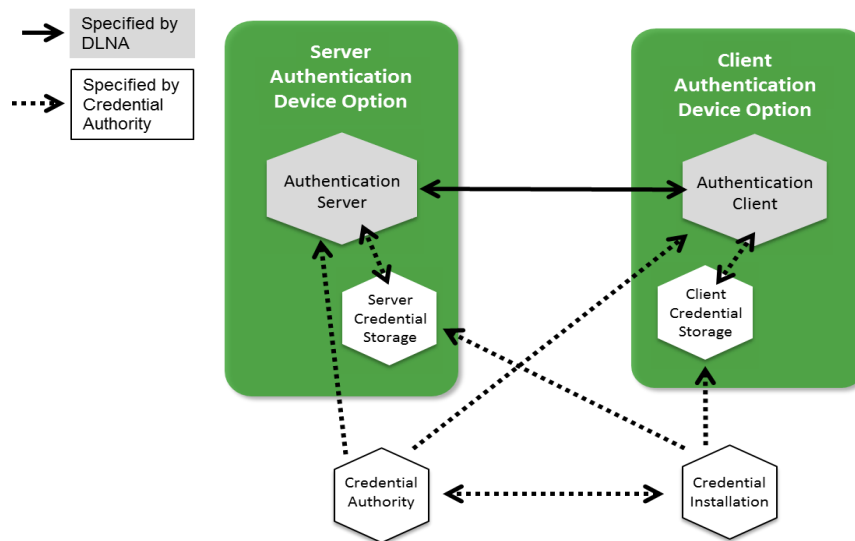 Specified by
DLNA
Specified by
Credential
Authority
Server
Authentication
Device Option
Client
Authentication
Device Option
Authentication
Server
Authentication
Client
Server
Credential
Storage
Client
Credential
Storage
Credential
Authority
Credential
Installation